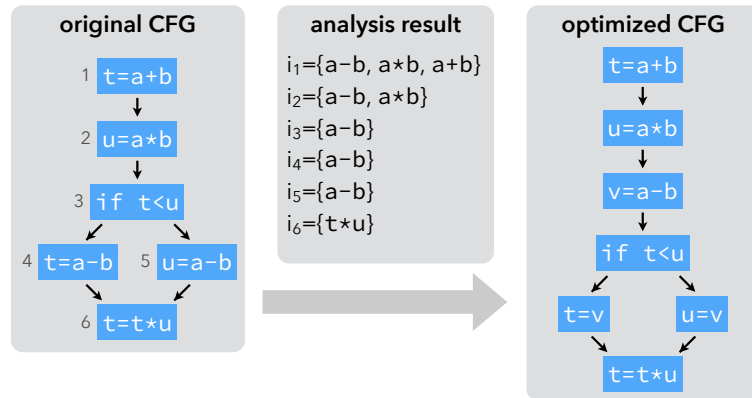 original CFG
1 t=a+b
2 u=a*b
3 if t<u
4 t=a-b 5 u=a-b
6 t=t*u
analysis result
i₁={a-b, a*b, a+b}
i₂={a-b, a*b}
i₃={a-b}
i₄={a-b}
i₅={a-b}
i₆={t*u}
optimized CFG
t=a+b
u=a*b
v=a-b
if t<u
t=v u=v
t=t*u